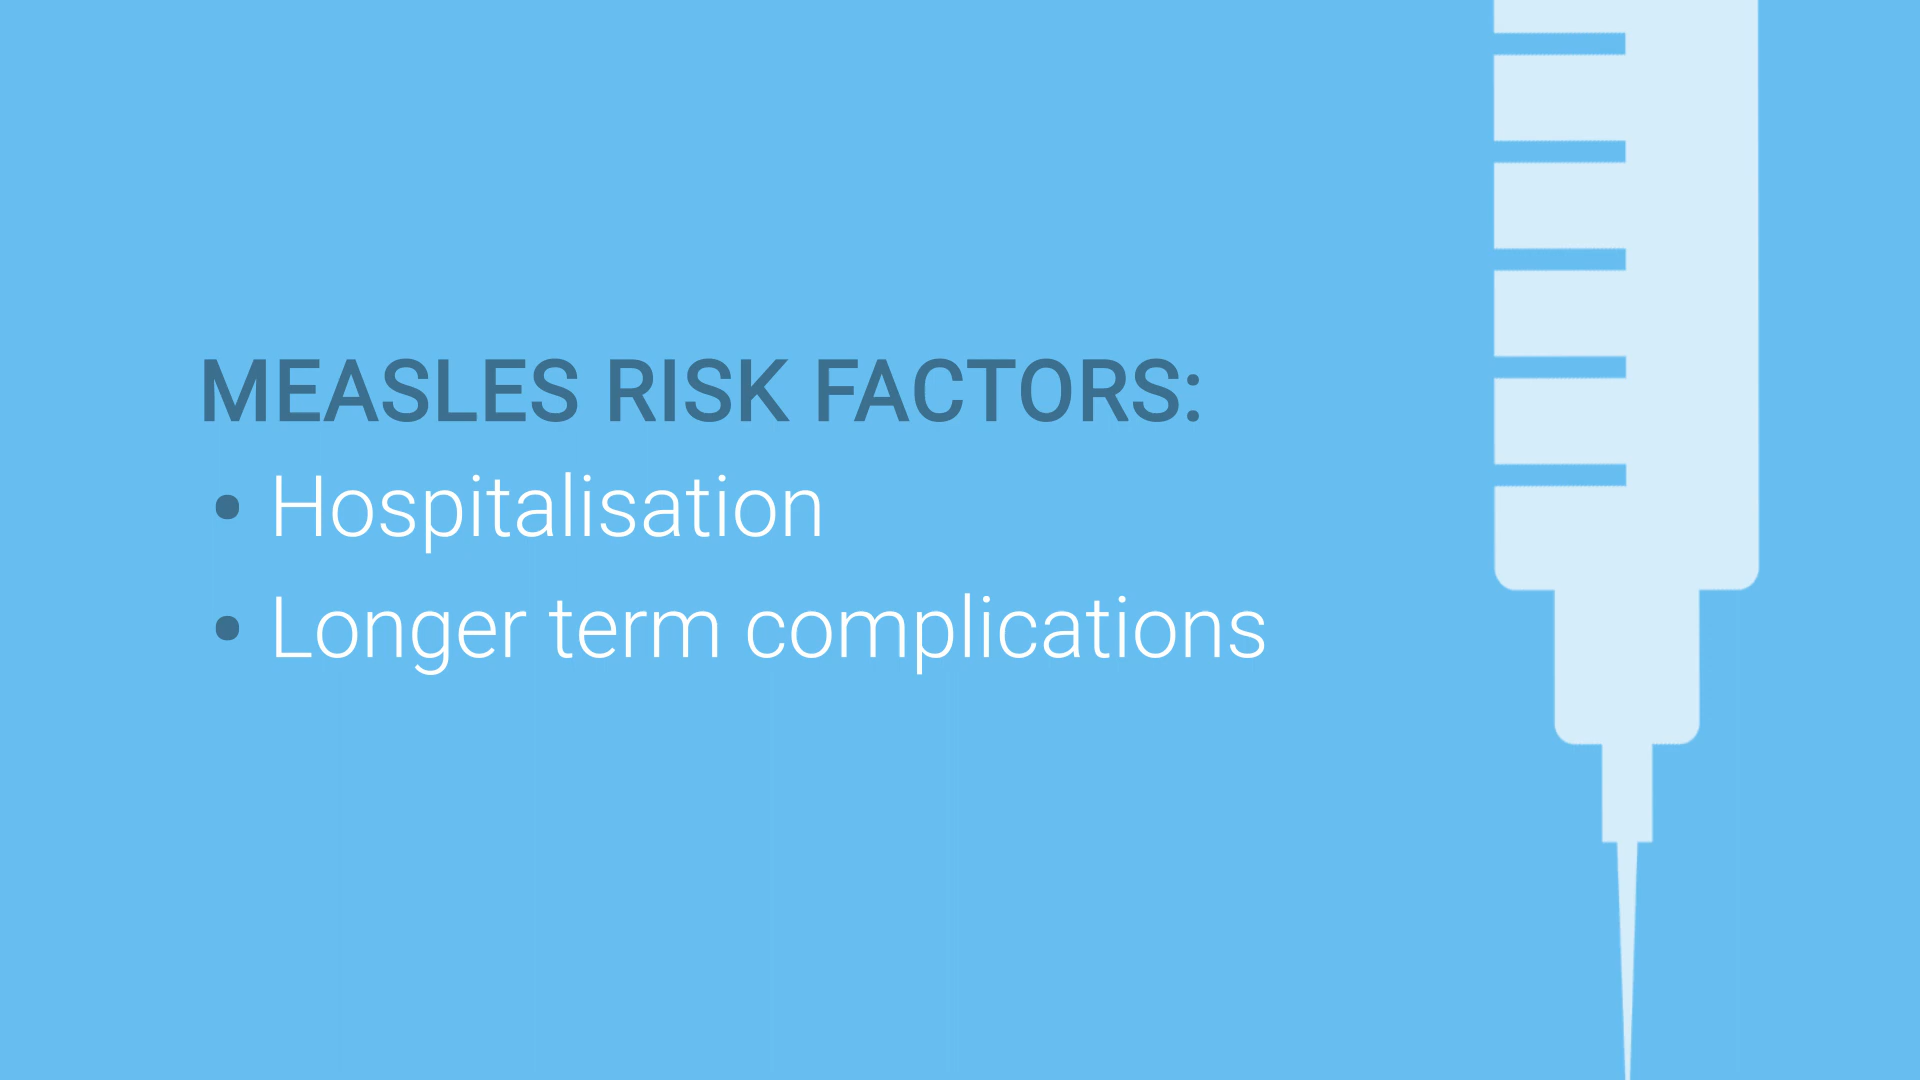 MEASLES RISK FACTORS:
• Hospitalisation
• Longer term complications